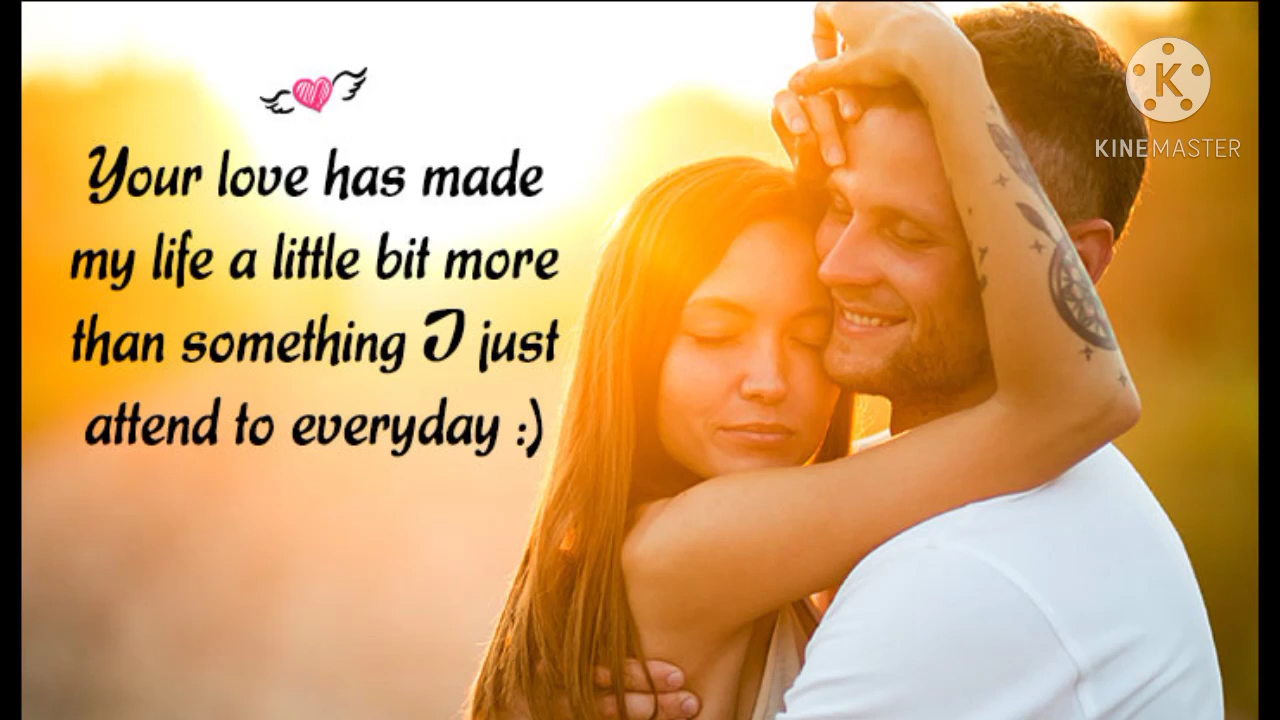 Your love has made
my life a little bit more
than something I just
attend to everyday :)
K
KINEMASTER